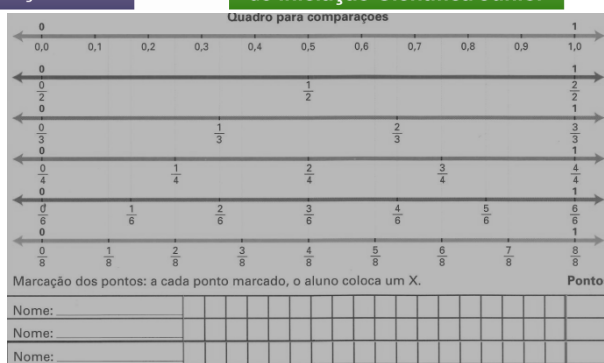 Quadro para comparações
0 1
0,0 0,1 0,2 0,3 0,4 0,5 0,6 0,7 0,8 0,9 1,0
0 1
0/2 1/2 2/2
0 1
0/3 1/3 2/3 3/3
0 1
0/4 1/4 2/4 3/4 4/4
0 1
0/6 1/6 2/6 3/6 4/6 5/6 6/6
0 1
0/8 1/8 2/8 3/8 4/8 5/8 6/8 7/8 8/8
Marcação dos pontos: a cada ponto marcado, o aluno coloca um X. Ponto
Nome:
Nome:
Nome: